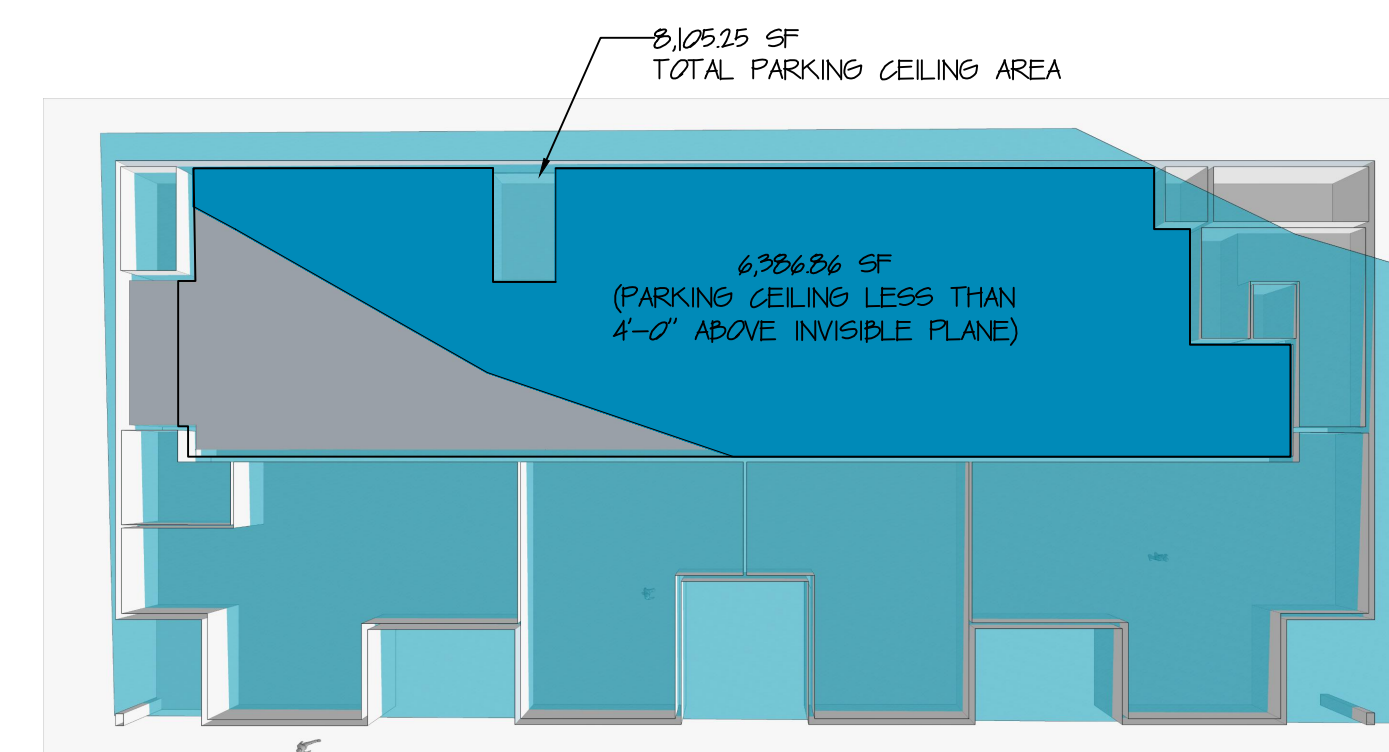 8,105.25 SF
TOTAL PARKING CEILING AREA
6,386.86 SF
(PARKING CEILING LESS THAN
4'-0" ABOVE INVISIBLE PLANE)